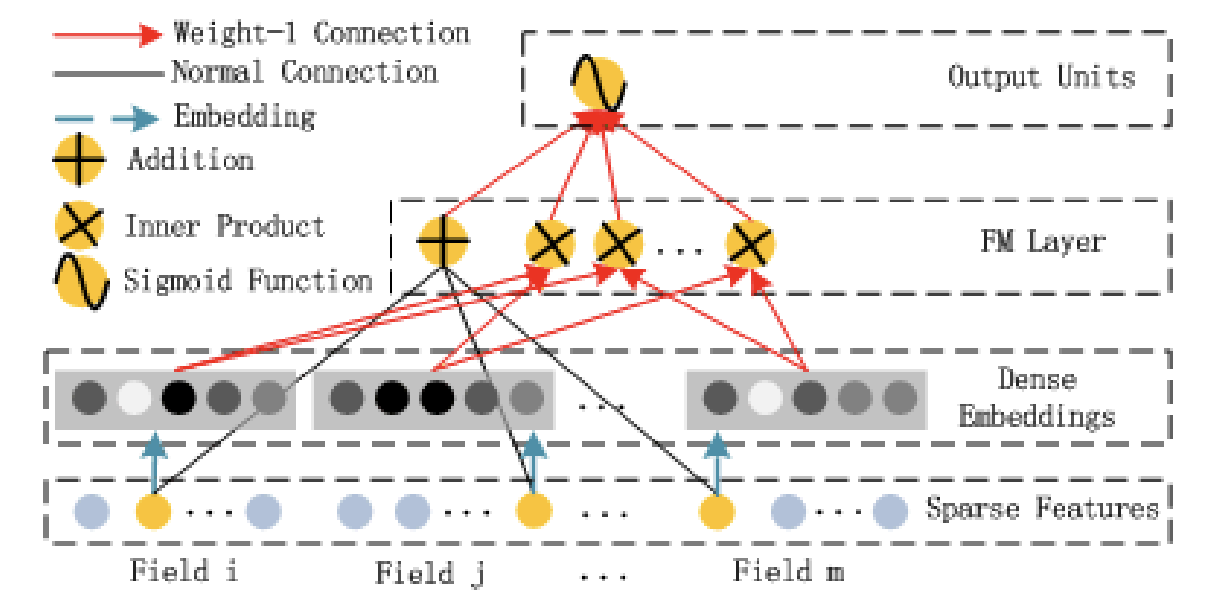 Weight-1 Connection
Normal Connection
Embedding
Addition
Inner Product
Sigmoid Function
Output Units
FM Layer
...
Dense
Embeddings
...
Sparse Features
... ... ... ...
Field i Field j ... Field m